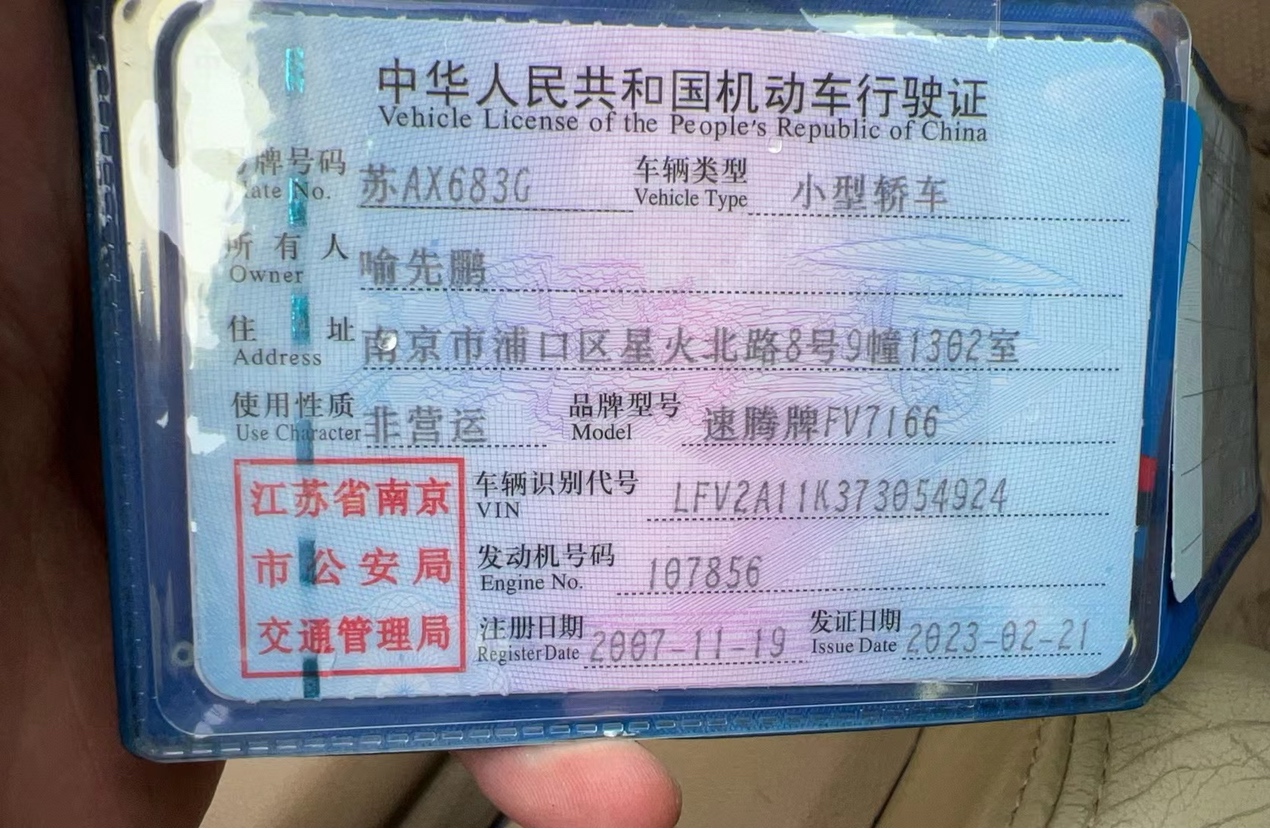 中华人民共和国机动车行驶证
Vehicle License of the People's Republic of China
牌号码 苏AX683G 车辆类型 小型轿车
No. Vehicle Type
所有人 喻先鹏
Owner
住址 南京市浦口区星火北路8号9幢1302室
Address
使用性质 非营运 品牌型号 速腾牌FV7166
Use Character Model
车辆识别代号 LFV2A11K373054924
VIN
发动机号码 107856
Engine No.
注册日期 2007-11-19 发证日期 2023-02-21
Register Date Issue Date
江苏省南京
市公安局
交通管理局